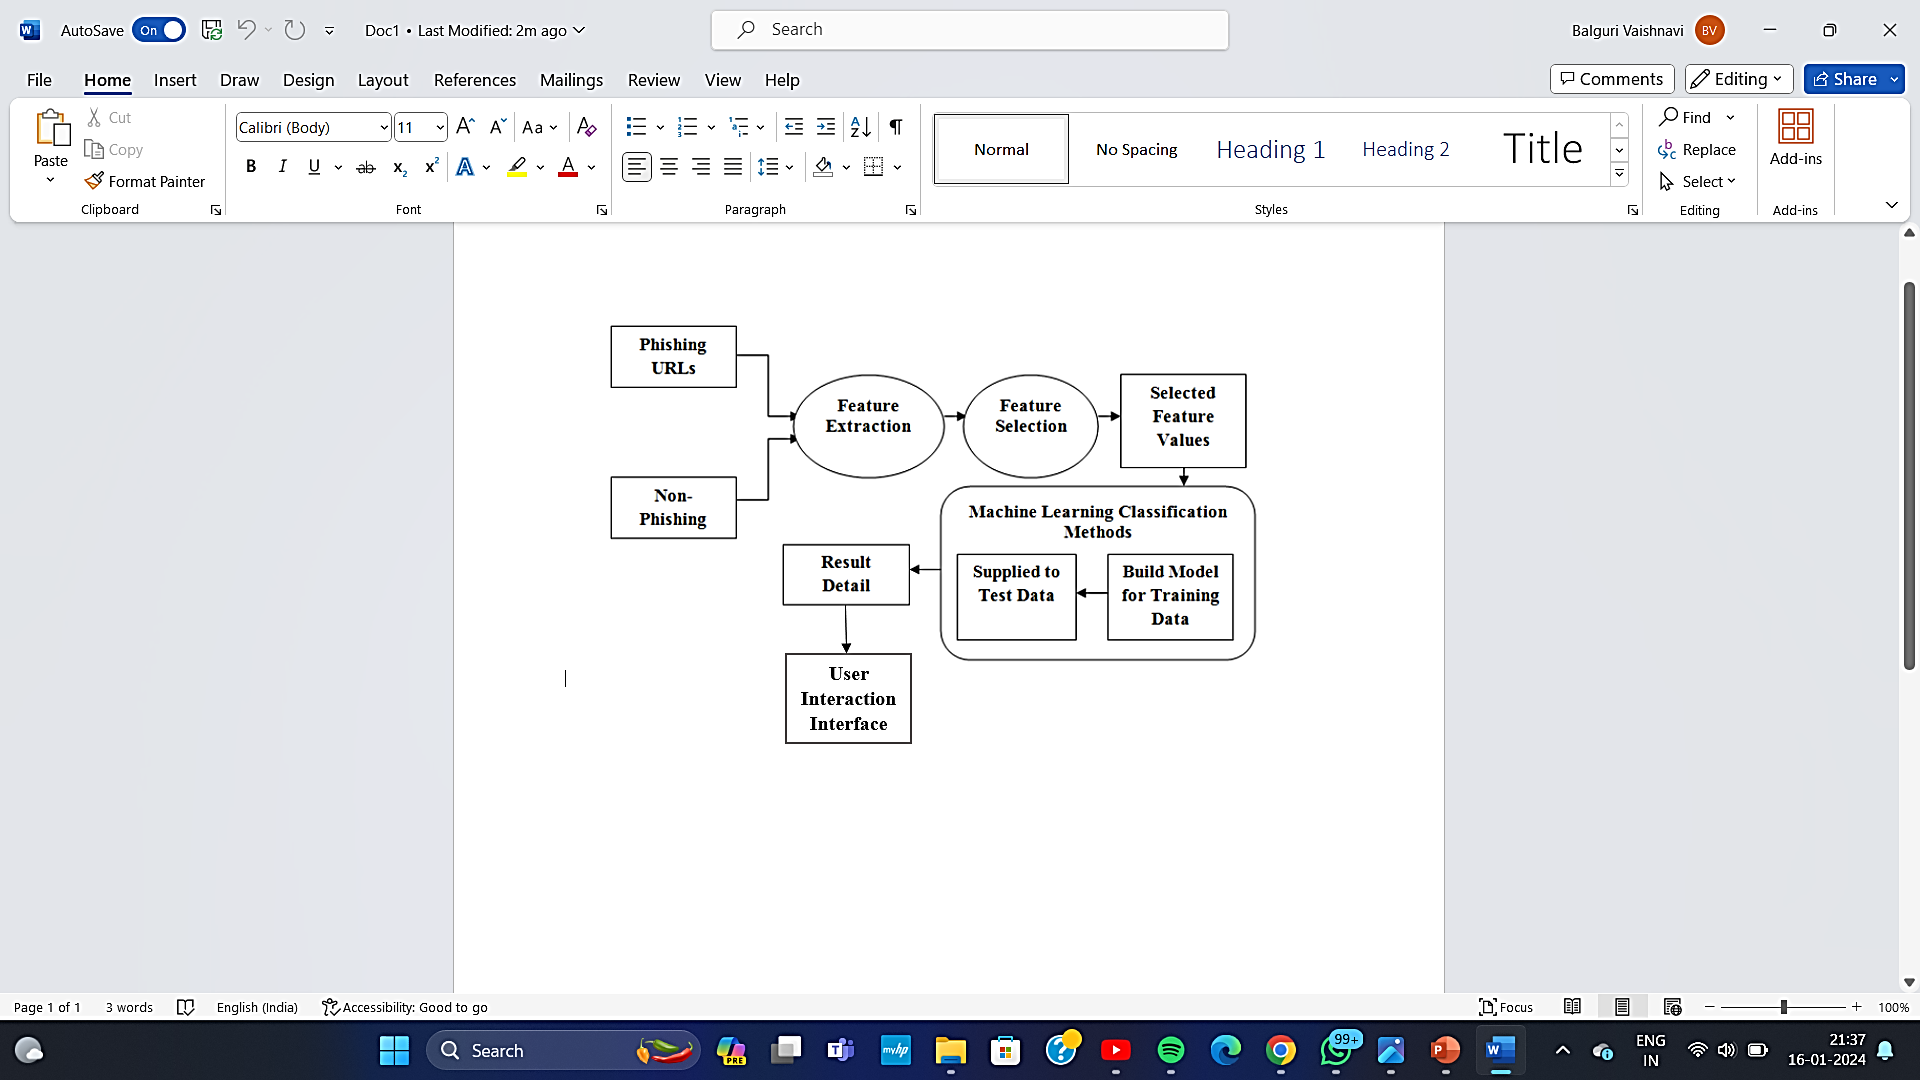 AutoSave On Doc1 • Last Modified: 2m ago Search Balguri Vaishnavi BV
File Home Insert Draw Design Layout References Mailings Review View Help Comments Editing Share
Paste
Cut
Copy
Format Painter
Clipboard
Calibri (Body) 11
Font
Paragraph
Normal No Spacing Heading 1 Heading 2 Title
Styles
Find
Replace
Select
Editing
Add-ins
Add-ins
Phishing
URLs
Non-
Phishing
Feature
Extraction
Feature
Selection
Selected
Feature
Values
Machine Learning Classification
Methods
Supplied to
Test Data
Build Model
for Training
Data
Result
Detail
User
Interaction
Interface
Page 1 of 1 3 words English (India) Accessibility: Good to go Focus 100%
Search
PRE
myhp
99+
ENG
IN
21:37
16-01-2024